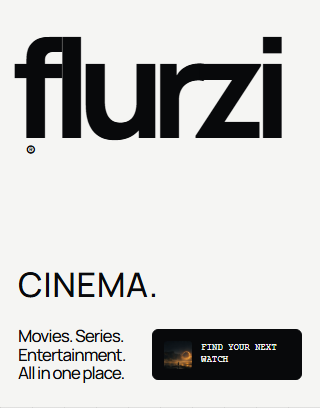 flurzi
CINEMA.
Movies. Series.
Entertainment.
All in one place.
FIND YOUR NEXT
WATCH